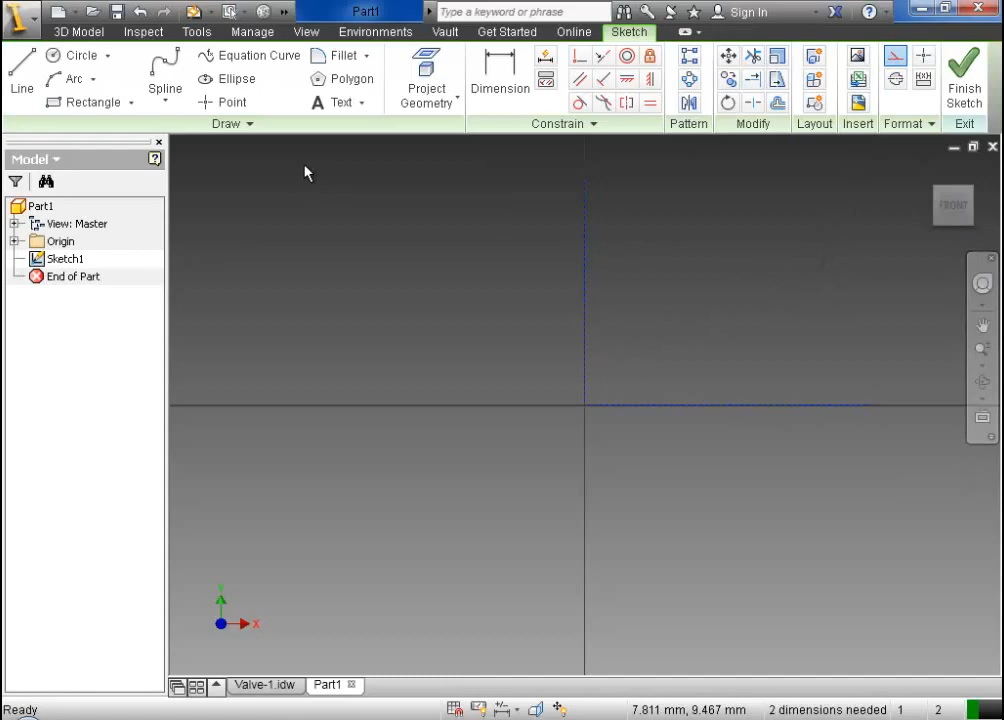 Part1
Type a keyword or phrase
Sign In
3D Model Inspect Tools Manage View Environments Vault Get Started Online Sketch
Line
Circle
Arc
Rectangle
Spline
Equation Curve
Ellipse
Point
Fillet
Polygon
Text
Project Geometry
Dimension
Finish Sketch
Draw Constrain Pattern Modify Layout Insert Format Exit
Model
Part1
View: Master
Origin
Sketch1
End of Part
FRONT
Y
X
Valve-1.idw Part1
Ready 7.811 mm, 9.467 mm 2 dimensions needed 1 2